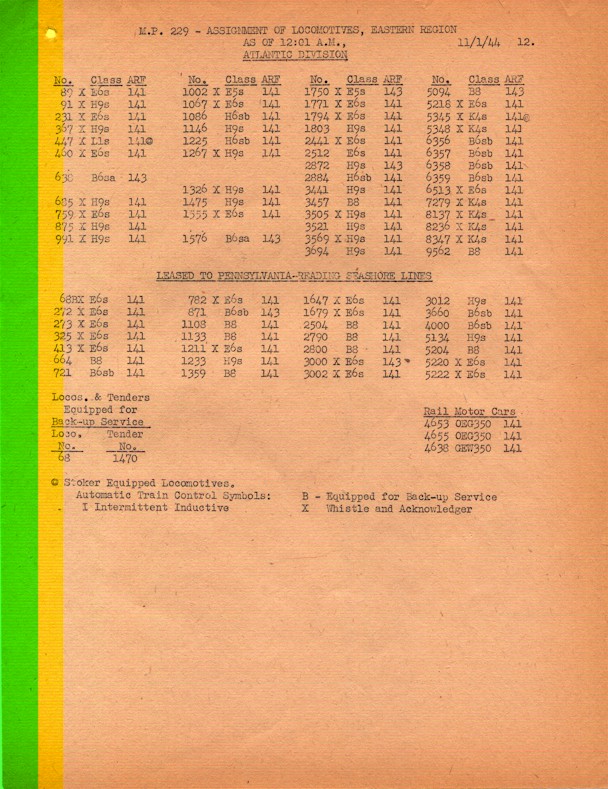 M.P. 229 - ASSIGNMENT OF LOCOMOTIVES, EASTERN REGION
AS OF 12:01 A.M., 11/1/44 12.
ATLANTIC DIVISION
No. Class ARF No. Class ARF No. Class ARF No. Class ARF
89 X E6s 141 1002 X E5s 141 1750 X E5s 143 5094 B8 143
91 X H9s 141 1067 X E6s 141 1771 X E6s 141 5218 X E6s 141
231 X E6s 141 1086 H6sb 141 1794 X E6s 141 5345 X K4s 141©
367 X H9s 141 1146 H9s 141 1803 H9s 141 5348 X K4s 141
447 X L1s 141© 1225 H6sb 141 2441 X E6s 141 6356 B6sb 141
460 X E6s 141 1267 X H9s 141 2512 E6s 141 6357 B6sb 141
2872 H9s 143 6358 B6sb 141
638 B6sa 143 2884 H6sb 141 6359 B6sb 141
1326 X H9s 141 3441 H9s 141 6513 X E6s 141
685 X H9s 141 1475 H9s 141 3457 B8 141 7279 X K4s 141
759 X E6s 141 1555 X E6s 141 3505 X H9s 141 8137 X K4s 141
875 X H9s 141 3521 H9s 141 8236 X K4s 141
991 X H9s 141 1576 B6sa 143 3569 X H9s 141 8347 X K4s 141
3694 H9s 141 9562 B8 141
LEASED TO PENNSYLVANIA-READING SEASHORE LINES
68BX E6s 141 782 X E6s 141 1647 X E6s 141 3012 H9s 141
272 X E6s 141 871 B6sb 143 1679 X E6s 141 3660 B6sb 141
273 X E6s 141 1108 B8 141 2504 B8 141 4000 B6sb 141
325 X E6s 141 1133 B8 141 2790 B8 141 5134 H9s 141
413 X E6s 141 1211 X E6s 141 2800 B8 141 5204 B8 141
664 B8 141 1233 H9s 141 3000 X E6s 143 5220 X E6s 141
721 B6sb 141 1359 B8 141 3002 X E6s 141 5222 X E6s 141
Locos. & Tenders
Equipped for Rail Motor Cars
Back-up Service 4653 OEG350 141
Loco. Tender 4655 OEG350 141
No. No. 4638 GEW350 141
68 1470
© Stoker Equipped Locomotives.
Automatic Train Control Symbols: B - Equipped for Back-up Service
I Intermittent Inductive X Whistle and Acknowledger